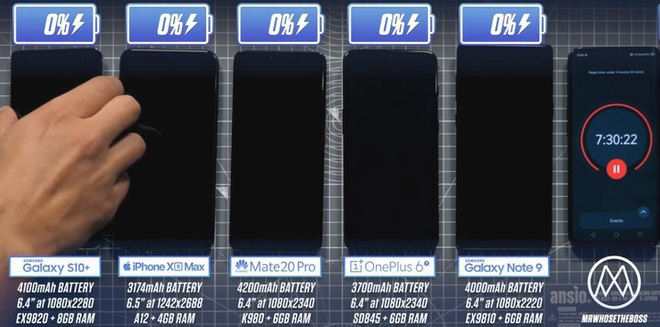 0%
0%
0%
0%
0%
7:30:22
Events
SAMSUNG
Galaxy S10+
4100mAh BATTERY
6.4" at 1080x2280
EX9820 + 8GB RAM
iPhone XS Max
3174mAh BATTERY
6.5" at 1242x2688
A12 + 4GB RAM
HUAWEI
Mate20 Pro
4200mAh BATTERY
6.4" at 1080x2340
K980 + 6GB RAM
OnePlus 6T
3700mAh BATTERY
6.4" at 1080x2340
SD845 + 6GB RAM
SAMSUNG
Galaxy Note 9
4000mAh BATTERY
6.4" at 1080x2220
EX9810 + 6GB RAM
MRWHOSETHEBOSS